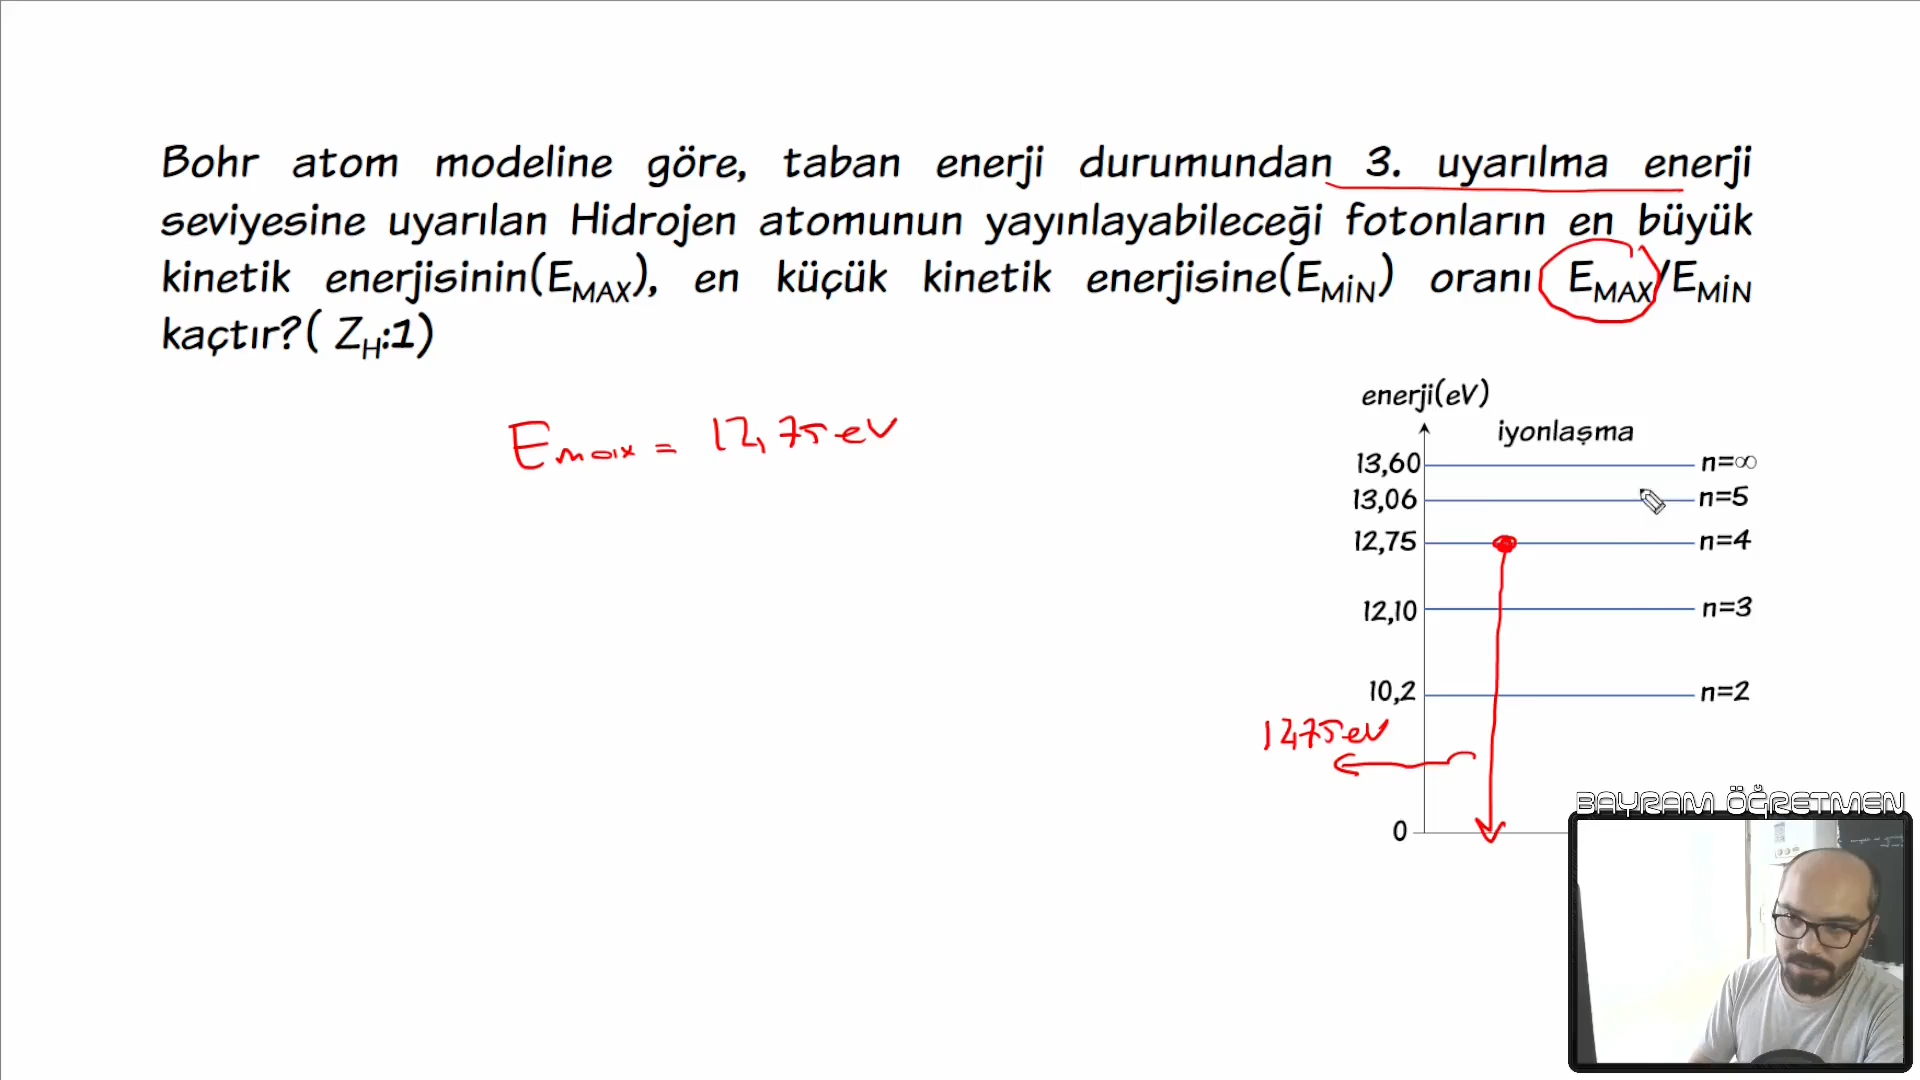 Bohr atom modeline göre, taban enerji durumundan 3. uyarılma enerji
seviyesine uyarılan Hidrojen atomunun yayınlayabileceği fotonların en büyük
kinetik enerjisinin(EMAX), en küçük kinetik enerjisine(EMİN) oranı EMAX/EMİN
kaçtır?( ZH:1)
Emax = 12,75 eV
enerji(eV)
iyonlaşma
13,60 n=∞
13,06 n=5
12,75 n=4
12,10 n=3
10,2 n=2
12,75 eV
0
BAYRAM ÖĞRETMEN